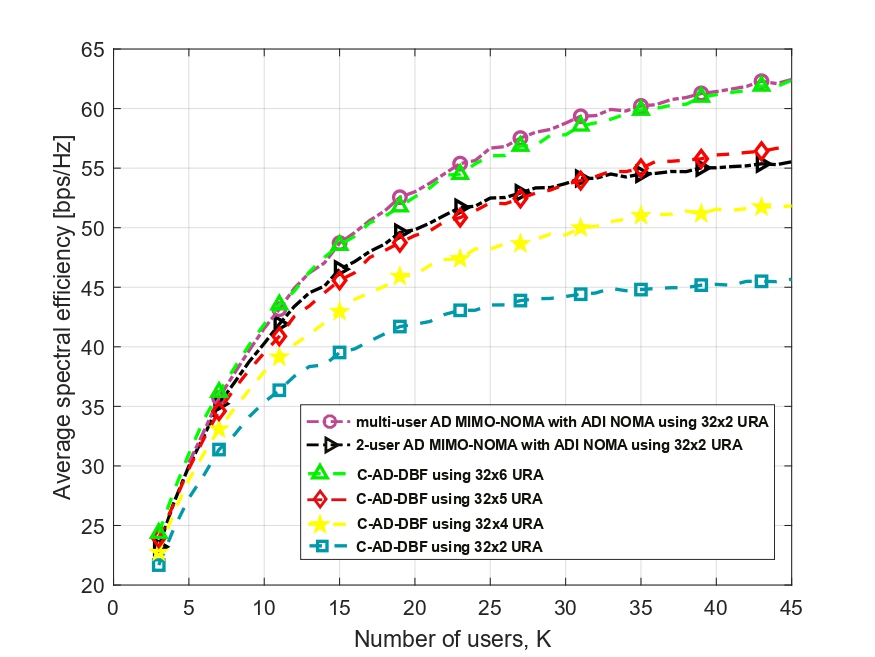 65
60
55
50
45
40
35
30
25
20
Average spectral efficiency [bps/Hz]
multi-user AD MIMO-NOMA with ADI NOMA using 32x2 URA
2-user AD MIMO-NOMA with ADI NOMA using 32x2 URA
C-AD-DBF using 32x6 URA
C-AD-DBF using 32x5 URA
C-AD-DBF using 32x4 URA
C-AD-DBF using 32x2 URA
0 5 10 15 20 25 30 35 40 45
Number of users, K